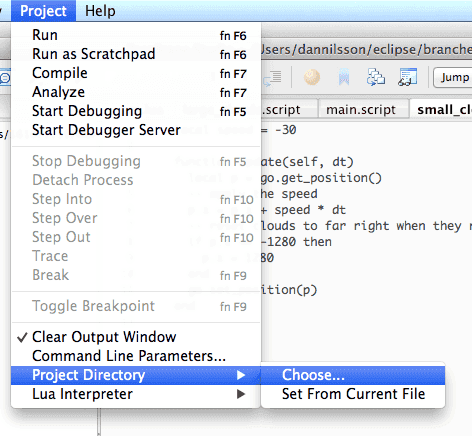 Project Help
Run fn F6
Users/dannilsson/eclipse/branche
Run as Scratchpad fn F6
Compile fn F7
Jump
Analyze fn F7
Start Debugging fn F5
.script main.script small_cl
Start Debugger Server
= -30
Stop Debugging fn F5
ate(self, dt)
Detach Process
go.get_position()
Step Into fn F10
he speed
Step Over fn F10
+ speed * dt
Step Out fn F10
louds to far right when they r
Trace
-1280 then
Break fn F9
1280
Toggle Breakpoint fn F9
ition(p)
✓ Clear Output Window
Command Line Parameters...
Project Directory Choose...
Lua Interpreter Set From Current File